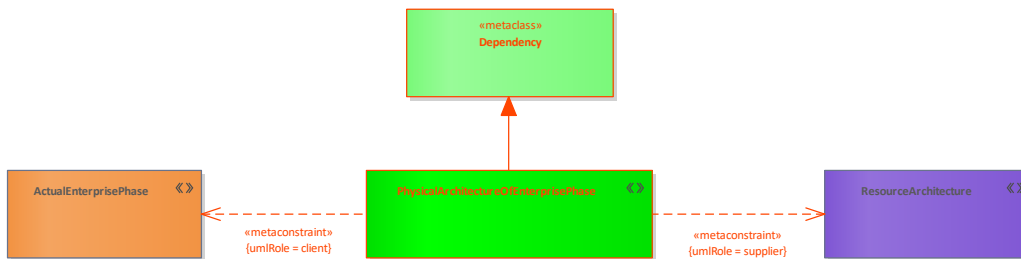 «metaclass»
Dependency
ActualEnterprisePhase «»
PhysicalArchitectureOfEnterprisePhase «»
ResourceArchitecture «»
«metaconstraint»
{umlRole = client}
«metaconstraint»
{umlRole = supplier}